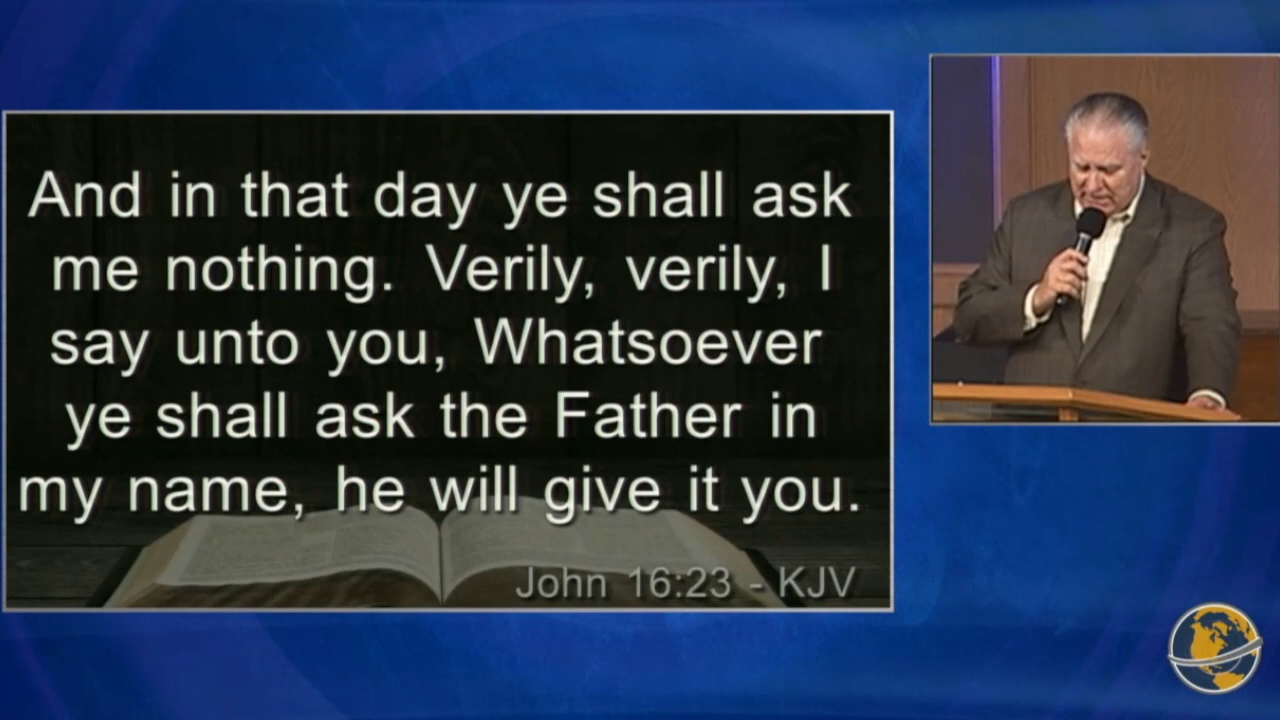 And in that day ye shall ask
me nothing. Verily, verily, I
say unto you, Whatsoever
ye shall ask the Father in
my name, he will give it you.
John 16:23 - KJV